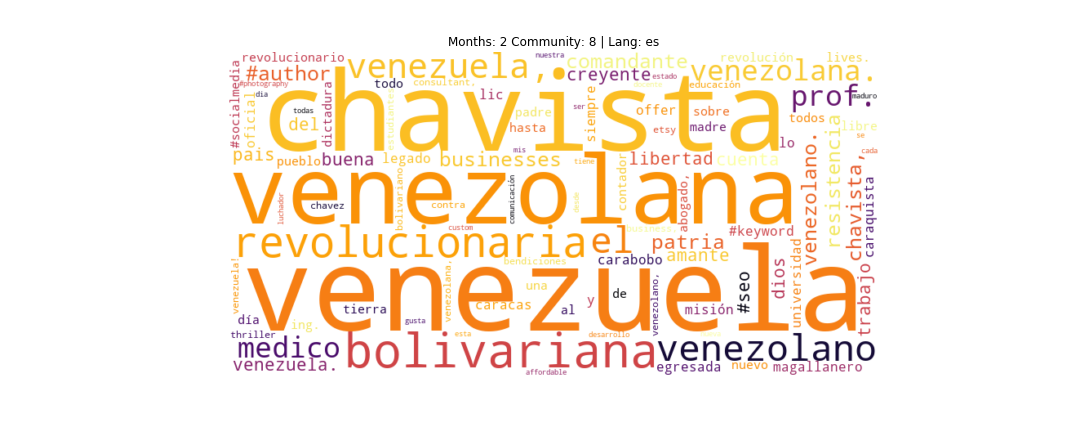 Months: 2 Community: 8 | Lang: es
revolucionario
venezuela,
nuestra
comandante
revolución
lives.
#author
#photography
todo
consultant.
creyente
estado
venezolana.
chavista
prof.
maduro
#socialmedia
oficial
dia
todas
del
dictadura
estudiantes
lic
padre
hasta
ser
siempre
offer
etsy
sobre
madre
educación
todos
libre
se
pais
pueblo
buena
legado
businesses
mis
tiene
libertad
cuenta
lo
cada
venezolana
luchador
chavez
bolivariano,
contra
comunicación
desde
contador
abogado,
venezolano.
resistencia
chavista,
caraquista
custom
business,
#keyword
revolucionaria
el
patria
amante
carabobo
bendiciones
venezuela!
venezuela
venezolana.
tierra
caracas
una
al
y
de
venezolano.
misión
#seo
dios
universidad
trabajo
día
ing.
gusta
esta
desarrollo
thriller
medico
bolivariana
venezolano
venezuela.
affordable
egresada
nuevo
magallanero